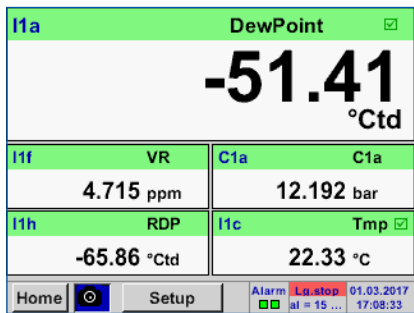 I1a DewPoint
-51.41
°Ctd
I1f VR C1a C1a
4.715 ppm 12.192 bar
I1h RDP I1c Tmp
-65.86 °Ctd 22.33 °C
Home Setup Alarm Lg.stop 01.03.2017
al = 15 ... 17:08:33